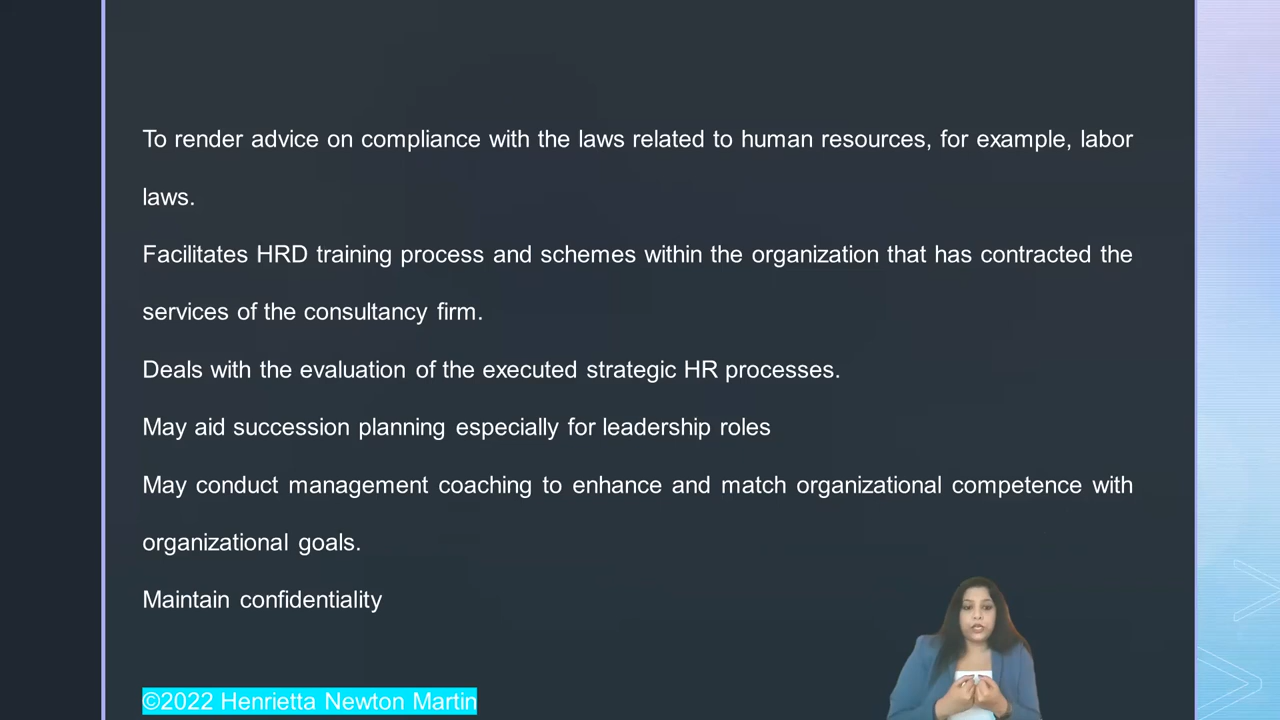 To render advice on compliance with the laws related to human resources, for example, labor
laws.
Facilitates HRD training process and schemes within the organization that has contracted the
services of the consultancy firm.
Deals with the evaluation of the executed strategic HR processes.
May aid succession planning especially for leadership roles
May conduct management coaching to enhance and match organizational competence with
organizational goals.
Maintain confidentiality
©2022 Henrietta Newton Martin